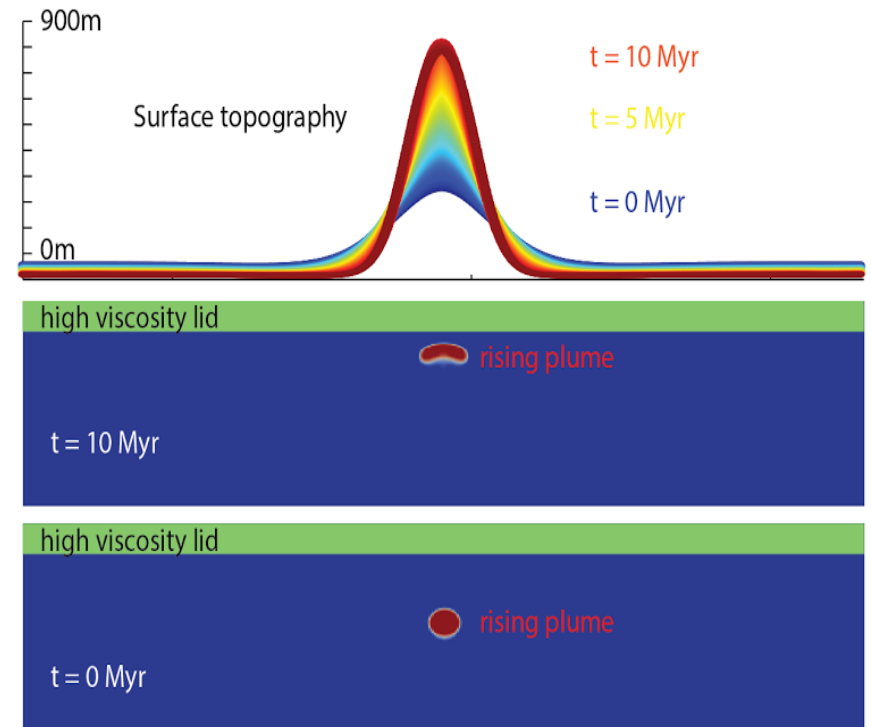 900m
t = 10 Myr
Surface topography
t = 5 Myr
t = 0 Myr
0m
high viscosity lid
rising plume
t = 10 Myr
high viscosity lid
rising plume
t = 0 Myr